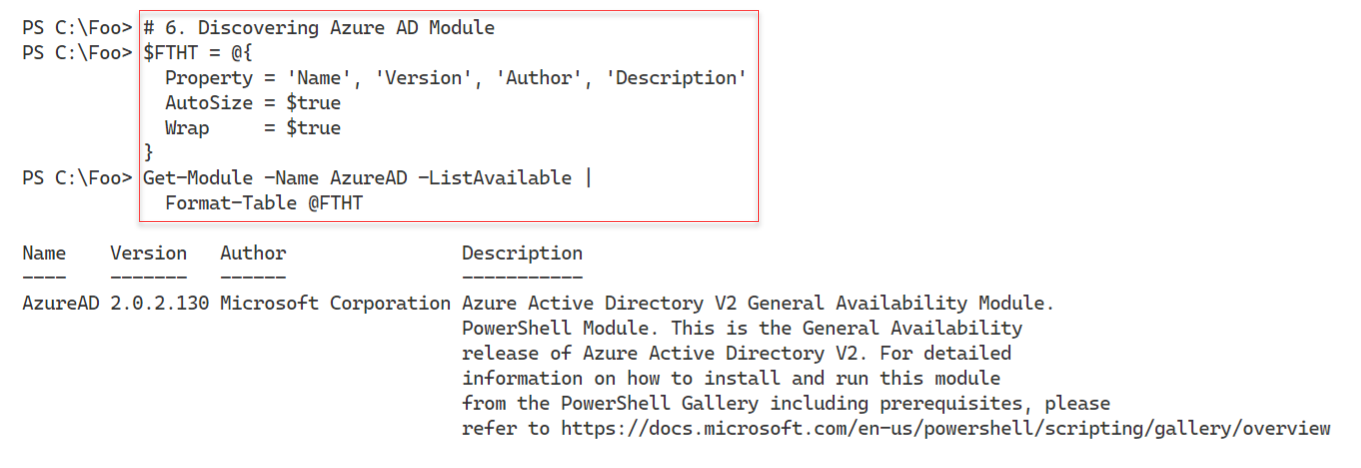 PS C:\Foo> # 6. Discovering Azure AD Module
PS C:\Foo> $FTHT = @{
             Property = 'Name', 'Version', 'Author', 'Description'
             AutoSize = $true
             Wrap     = $true
           }
PS C:\Foo> Get-Module -Name AzureAD -ListAvailable |
             Format-Table @FTHT

Name    Version   Author                Description
----    -------   ------                -----------
AzureAD 2.0.2.130 Microsoft Corporation Azure Active Directory V2 General Availability Module.
                                        PowerShell Module. This is the General Availability
                                        release of Azure Active Directory V2. For detailed
                                        information on how to install and run this module
                                        from the PowerShell Gallery including prerequisites, please
                                        refer to https://docs.microsoft.com/en-us/powershell/scripting/gallery/overview